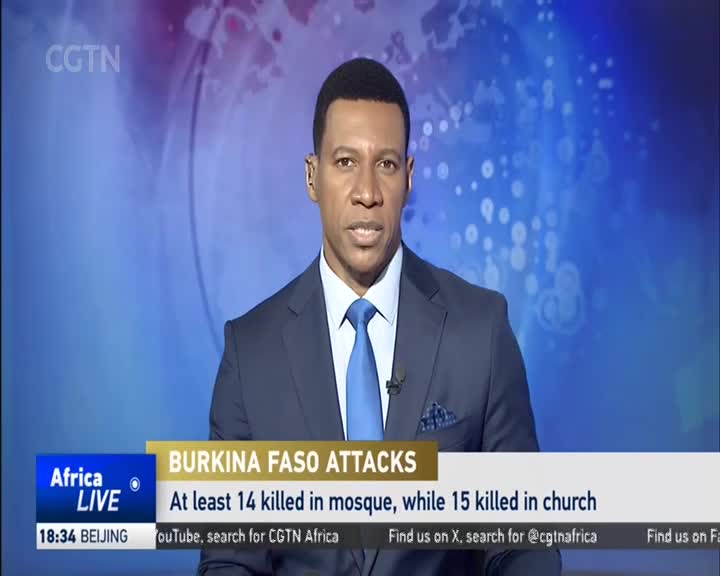 CGTN
BURKINA FASO ATTACKS
Africa
LIVE
At least 14 killed in mosque, while 15 killed in church
18:34 BEIJING
YouTube, search for CGTN Africa Find us on X, search for @cgtnafrica Find us on Fa